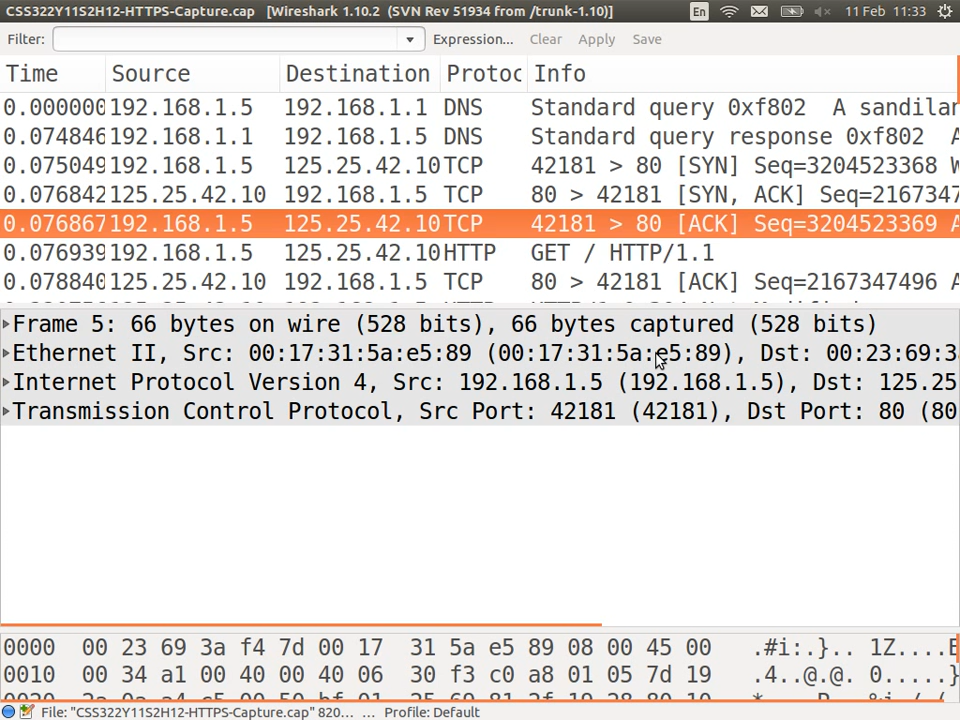 CSS322Y11S2H12-HTTPS-Capture.cap [Wireshark 1.10.2 (SVN Rev 51934 from /trunk-1.10)] En 11 Feb 11:33
Filter: Expression... Clear Apply Save
Time Source Destination Protoc Info
0.000000 192.168.1.5 192.168.1.1 DNS Standard query 0xf802 A sandilan
0.074846 192.168.1.1 192.168.1.5 DNS Standard query response 0xf802 A
0.075049 192.168.1.5 125.25.42.10 TCP 42181 > 80 [SYN] Seq=3204523368 W
0.076842 125.25.42.10 192.168.1.5 TCP 80 > 42181 [SYN, ACK] Seq=2167347
0.076867 192.168.1.5 125.25.42.10 TCP 42181 > 80 [ACK] Seq=3204523369 A
0.076939 192.168.1.5 125.25.42.10 HTTP GET / HTTP/1.1
0.078840 125.25.42.10 192.168.1.5 TCP 80 > 42181 [ACK] Seq=2167347496 A
Frame 5: 66 bytes on wire (528 bits), 66 bytes captured (528 bits)
Ethernet II, Src: 00:17:31:5a:e5:89 (00:17:31:5a:e5:89), Dst: 00:23:69:3
Internet Protocol Version 4, Src: 192.168.1.5 (192.168.1.5), Dst: 125.25
Transmission Control Protocol, Src Port: 42181 (42181), Dst Port: 80 (80
0000 00 23 69 3a f4 7d 00 17 31 5a e5 89 08 00 45 00 .#i:.}.. 1Z....E
0010 00 34 a1 00 40 00 40 06 30 f3 c0 a8 01 05 7d 19 .4..@.@. 0.....}
File: "CSS322Y11S2H12-HTTPS-Capture.cap" 820... ... Profile: Default